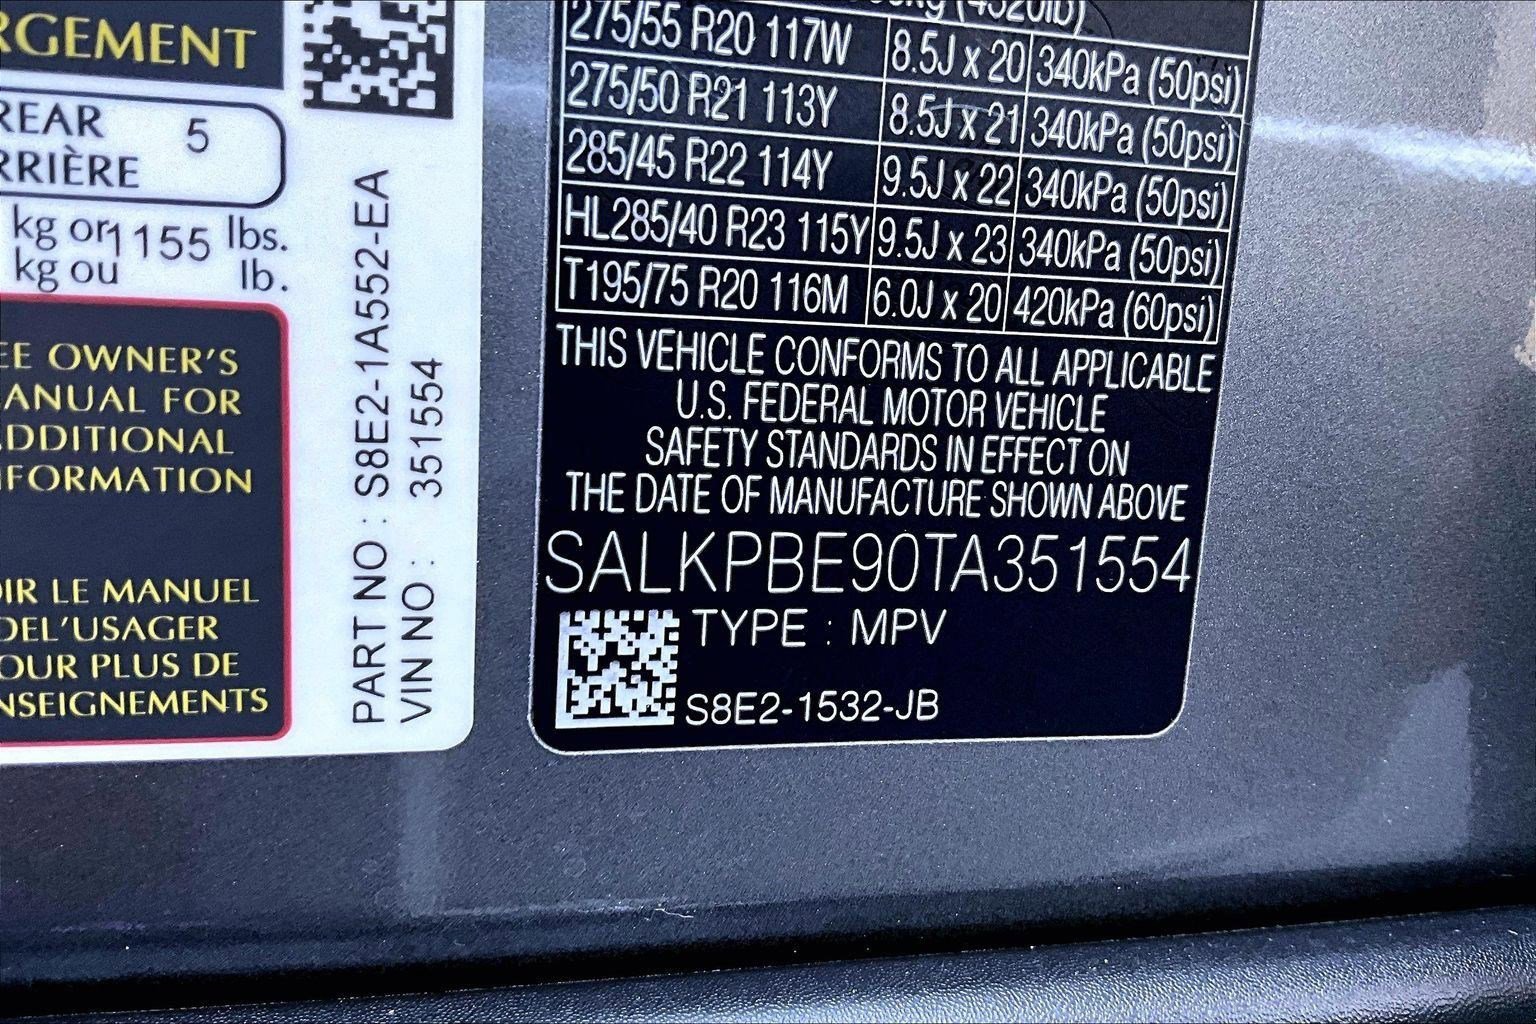 RGEMENT
REAR 5
RRIÈRE
kg or 1155 lbs.
kg ou lb.
EE OWNER'S
ANUAL FOR
DDITIONAL
FORMATION
IR LE MANUEL
DEL'USAGER
OUR PLUS DE
NSEIGNEMENTS
PART NO : S8E2-1A552-EA
VIN NO : 351554
kg (4520lb)
275/55 R20 117W 8.5J x 20 340kPa (50psi)
275/50 R21 113Y 8.5J x 21 340kPa (50psi)
285/45 R22 114Y 9.5J x 22 340kPa (50psi)
HL285/40 R23 115Y 9.5J x 23 340kPa (50psi)
T195/75 R20 116M 6.0J x 20 420kPa (60psi)
THIS VEHICLE CONFORMS TO ALL APPLICABLE
U.S. FEDERAL MOTOR VEHICLE
SAFETY STANDARDS IN EFFECT ON
THE DATE OF MANUFACTURE SHOWN ABOVE
SALKPBE90TA351554
TYPE : MPV
S8E2-1532-JB